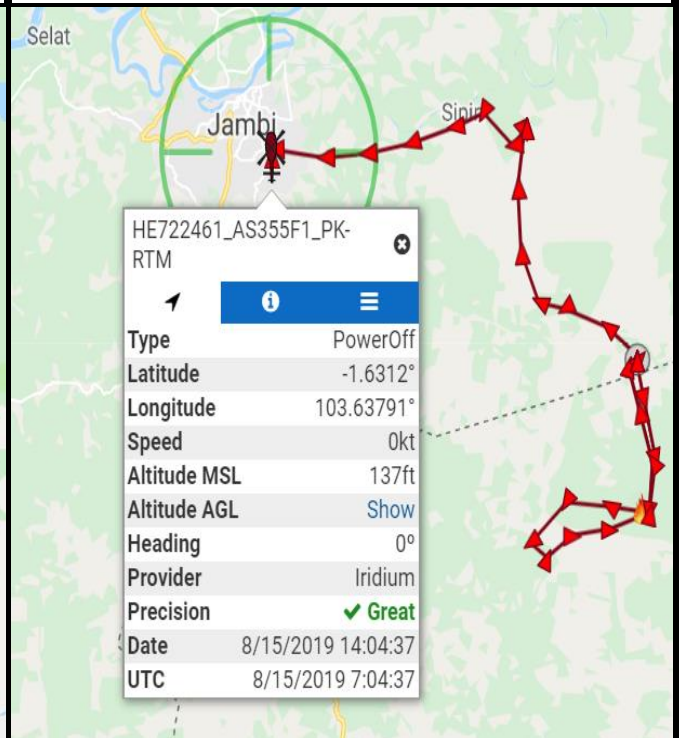 Selat
Jambi
HE722461_AS355F1_PK-
RTM
Type PowerOff
Latitude -1.6312°
Longitude 103.63791°
Speed 0kt
Altitude MSL 137ft
Altitude AGL Show
Heading 0°
Provider Iridium
Precision ✔ Great
Date 8/15/2019 14:04:37
UTC 8/15/2019 7:04:37